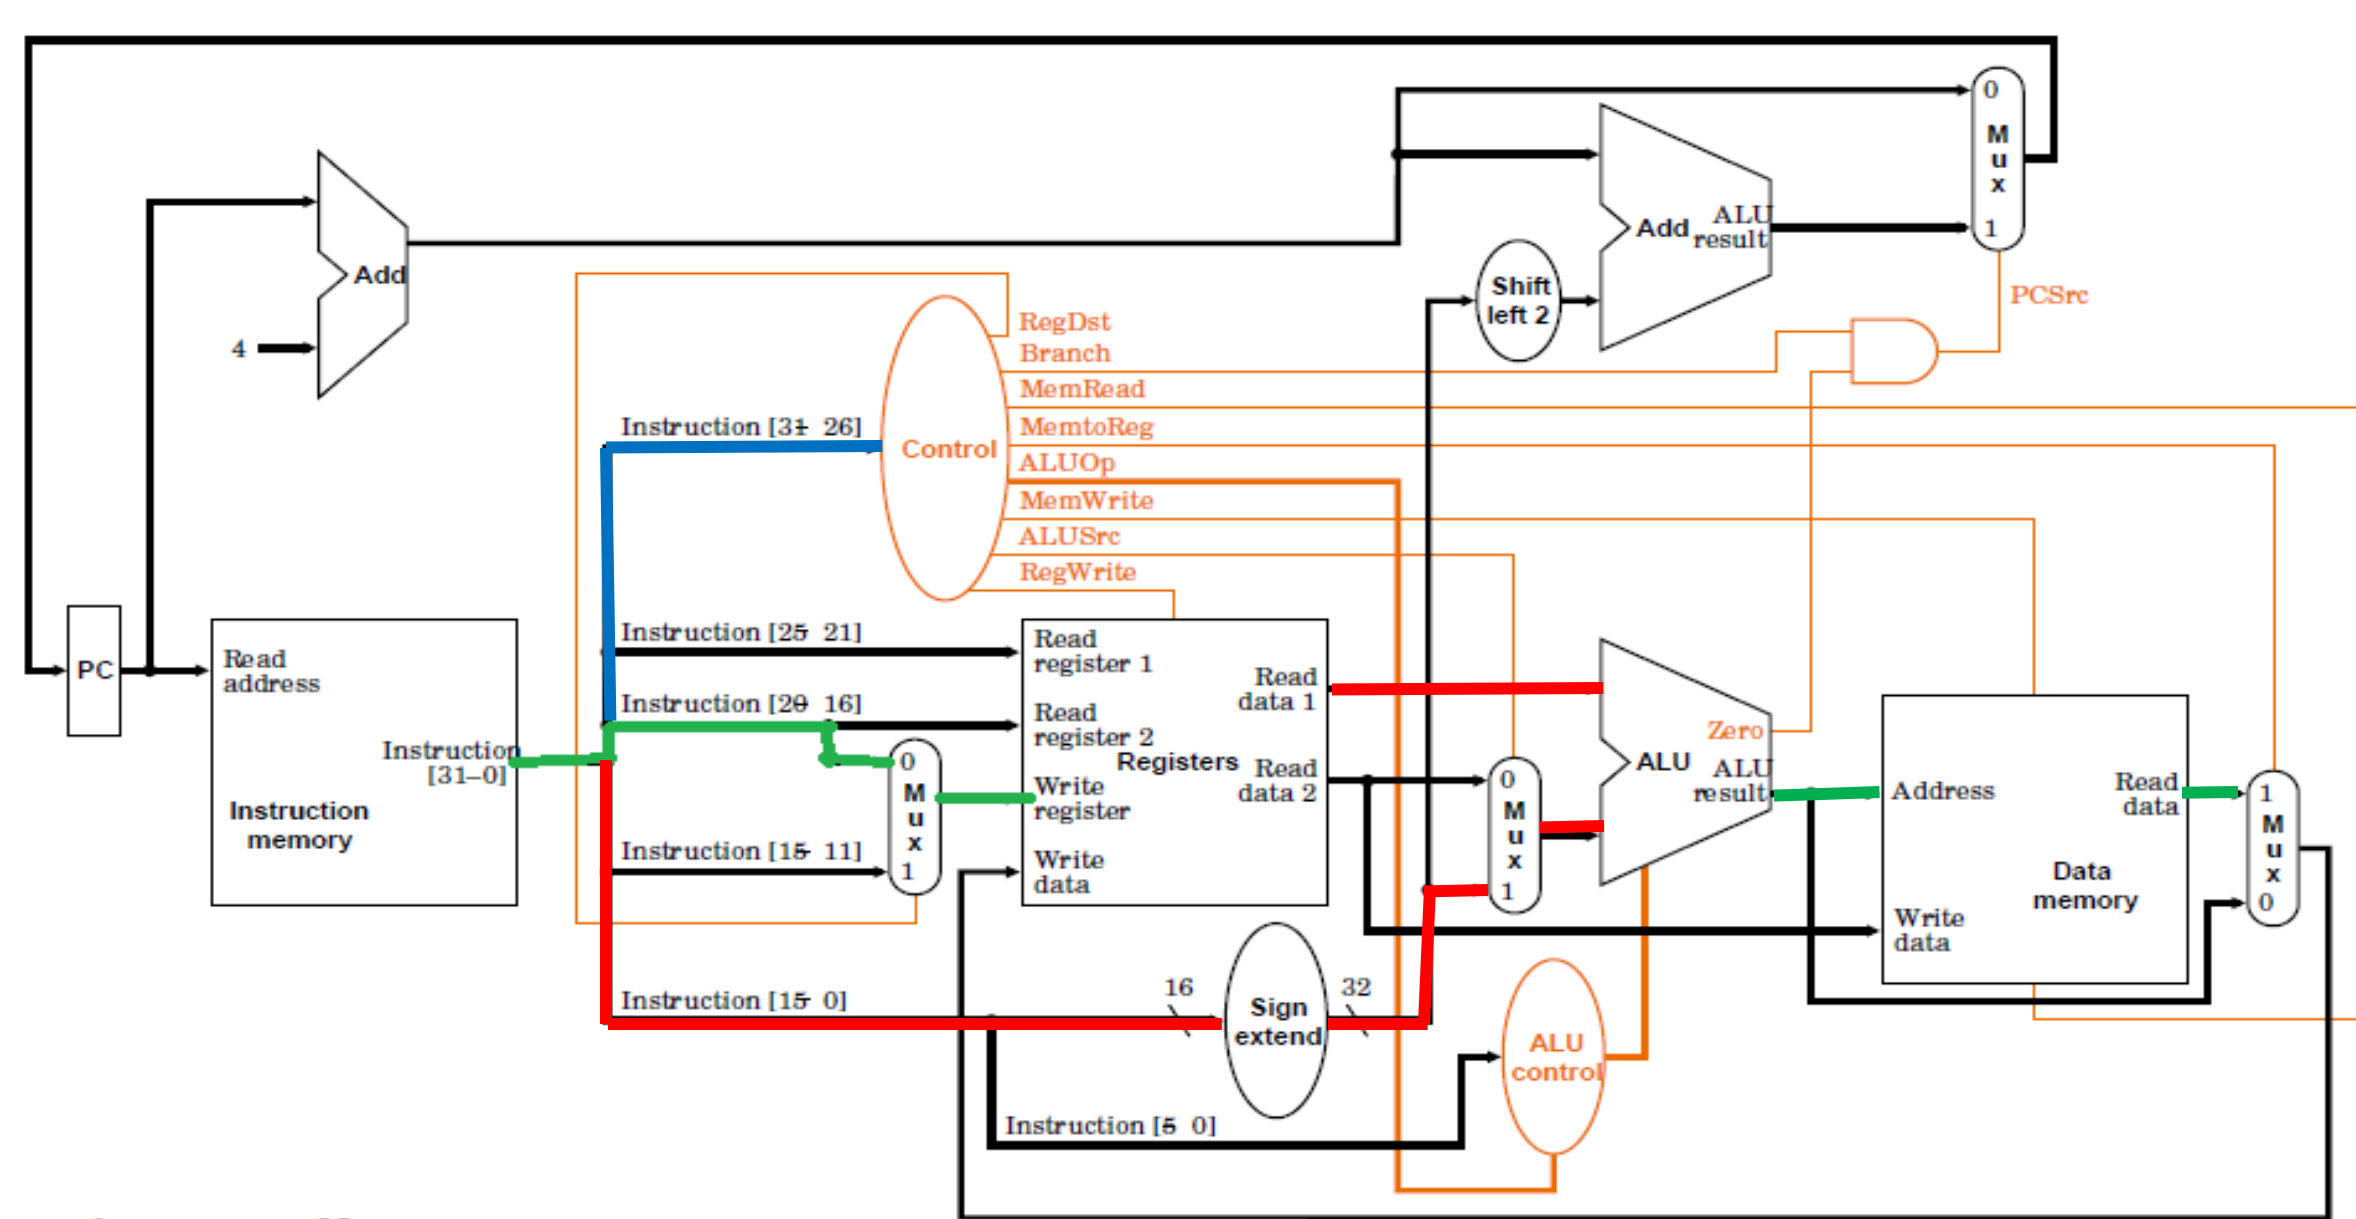 0
M
u
x
1
Add
ALU
result
Add
4
Shift
left 2
PCSrc
RegDst
Branch
MemRead
MemtoReg
ALUOp
MemWrite
ALUSrc
RegWrite
Control
Instruction [31 26]
Instruction [25 21]
Instruction [20 16]
Instruction [15 11]
Instruction [15 0]
Instruction [5 0]
PC
Read
address
Instruction
[31–0]
Instruction
memory
0
M
u
x
1
Read
register 1
Read
register 2
Write
register
Write
data
Registers
Read
data 1
Read
data 2
0
M
u
x
1
16
Sign
extend
32
Zero
ALU
ALU
result
ALU
control
Address
Write
data
Read
data
Data
memory
1
M
u
x
0